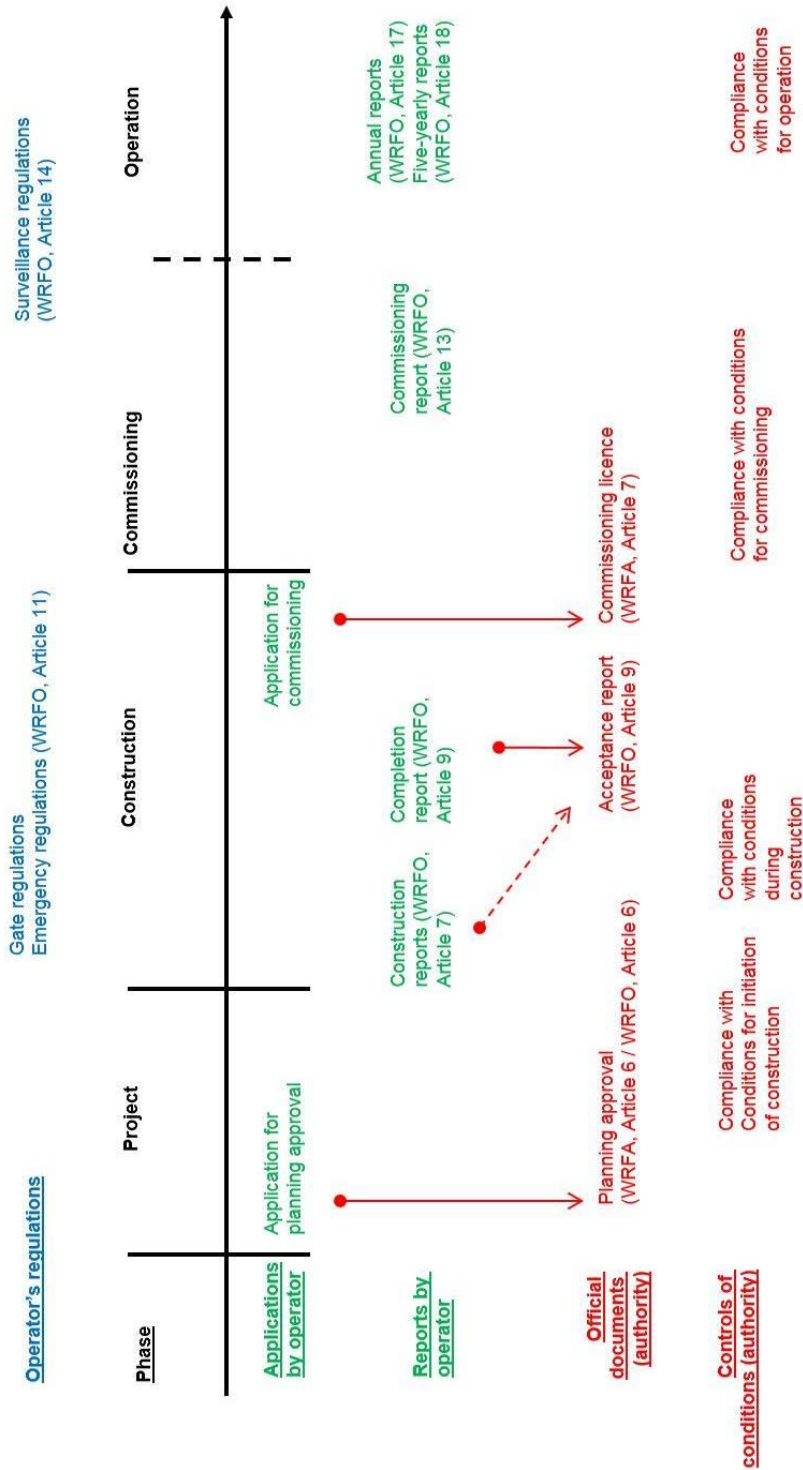 Operator's regulations
Gate regulations
Emergency regulations (WRFO, Article 11)
Surveillance regulations
(WRFO, Article 14)
Phase
Project
Construction
Commissioning
Operation
Applications
by operator
Application for
planning approval
Application for
commissioning
Reports by
operator
Construction
reports (WRFO,
Article 7)
Completion
report (WRFO,
Article 9)
Commissioning
report (WRFO,
Article 13)
Annual reports
(WRFO, Article 17)
Five-yearly reports
(WRFO, Article 18)
Official
documents
(authority)
Planning approval
(WRFA, Article 6 / WRFO, Article 6)
Acceptance report
(WRFO, Article 9)
Commissioning licence
(WRFA, Article 7)
Controls of
conditions (authority)
Compliance with
Conditions for initiation
of construction
Compliance
with conditions
during
construction
Compliance with conditions
for commissioning
Compliance
with conditions
for operation